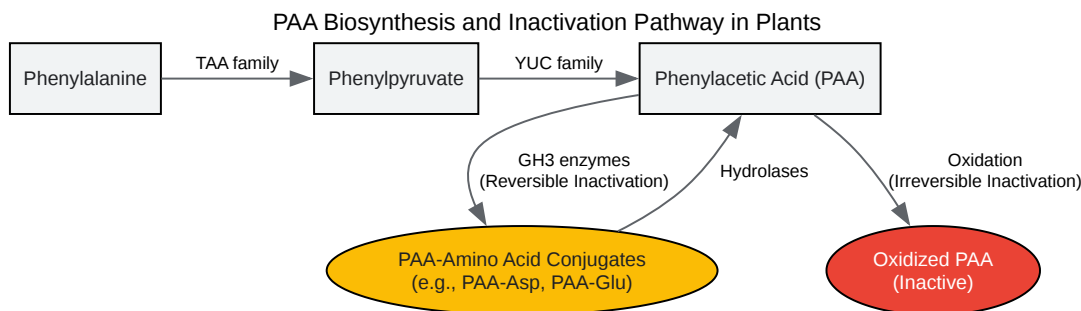 PAA Biosynthesis and Inactivation Pathway in Plants
Phenylalanine
TAA family
Phenylpyruvate
YUC family
Phenylacetic Acid (PAA)
GH3 enzymes
(Reversible Inactivation)
Hydrolases
Oxidation
(Irreversible Inactivation)
PAA-Amino Acid Conjugates
(e.g., PAA-Asp, PAA-Glu)
Oxidized PAA
(Inactive)